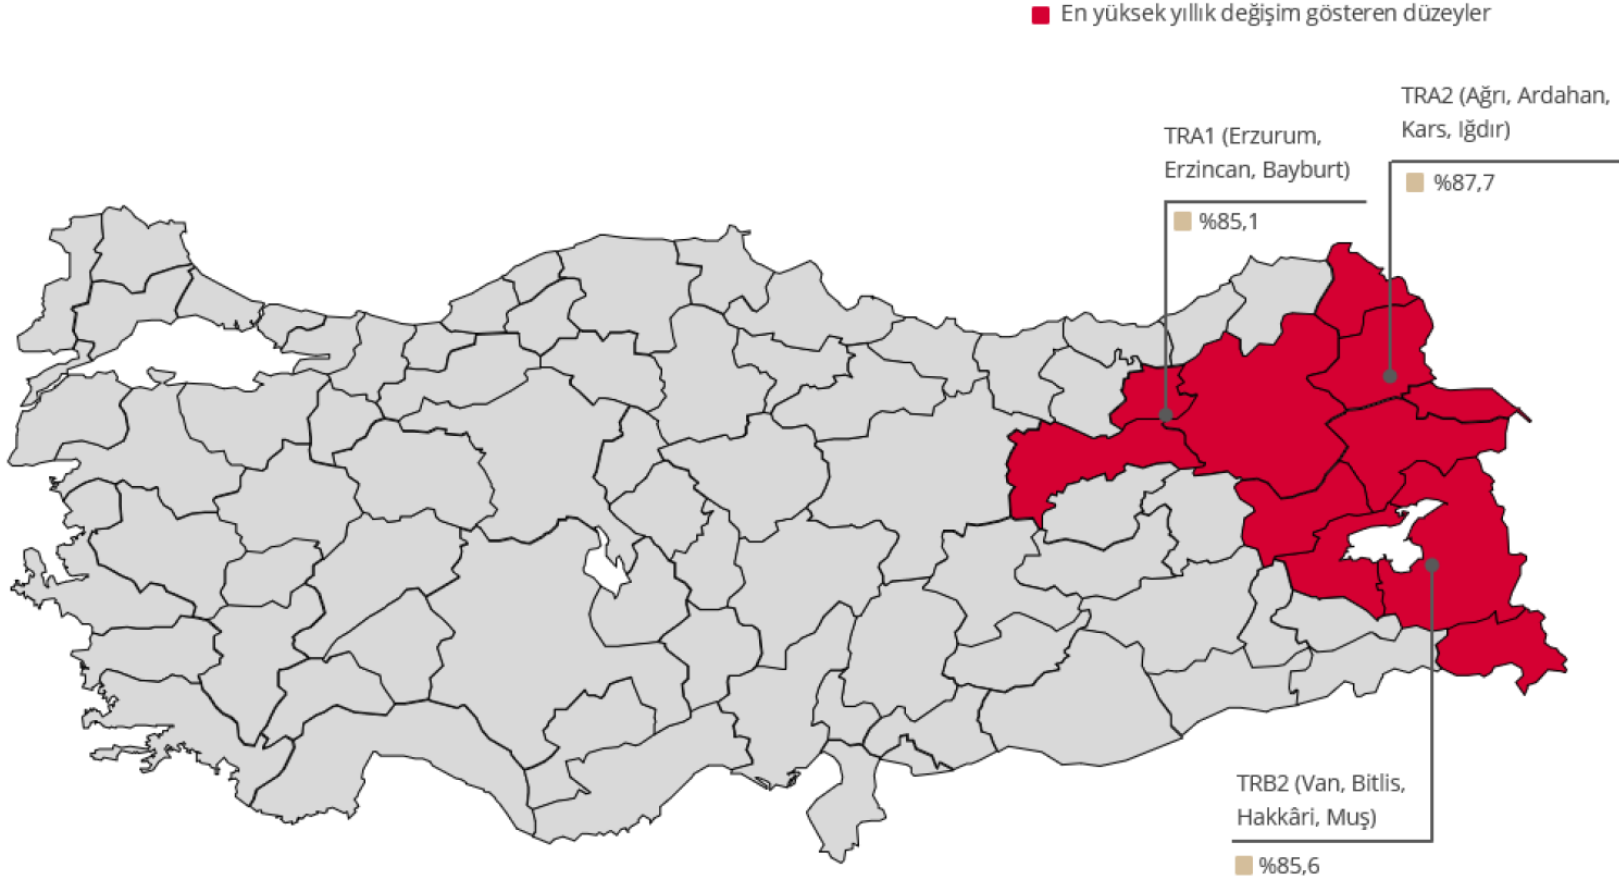 En yüksek yıllık değişim gösteren düzeyler
TRA2 (Ağrı, Ardahan,
Kars, Iğdır)
%87,7
TRA1 (Erzurum,
Erzincan, Bayburt)
%85,1
TRB2 (Van, Bitlis,
Hakkâri, Muş)
%85,6